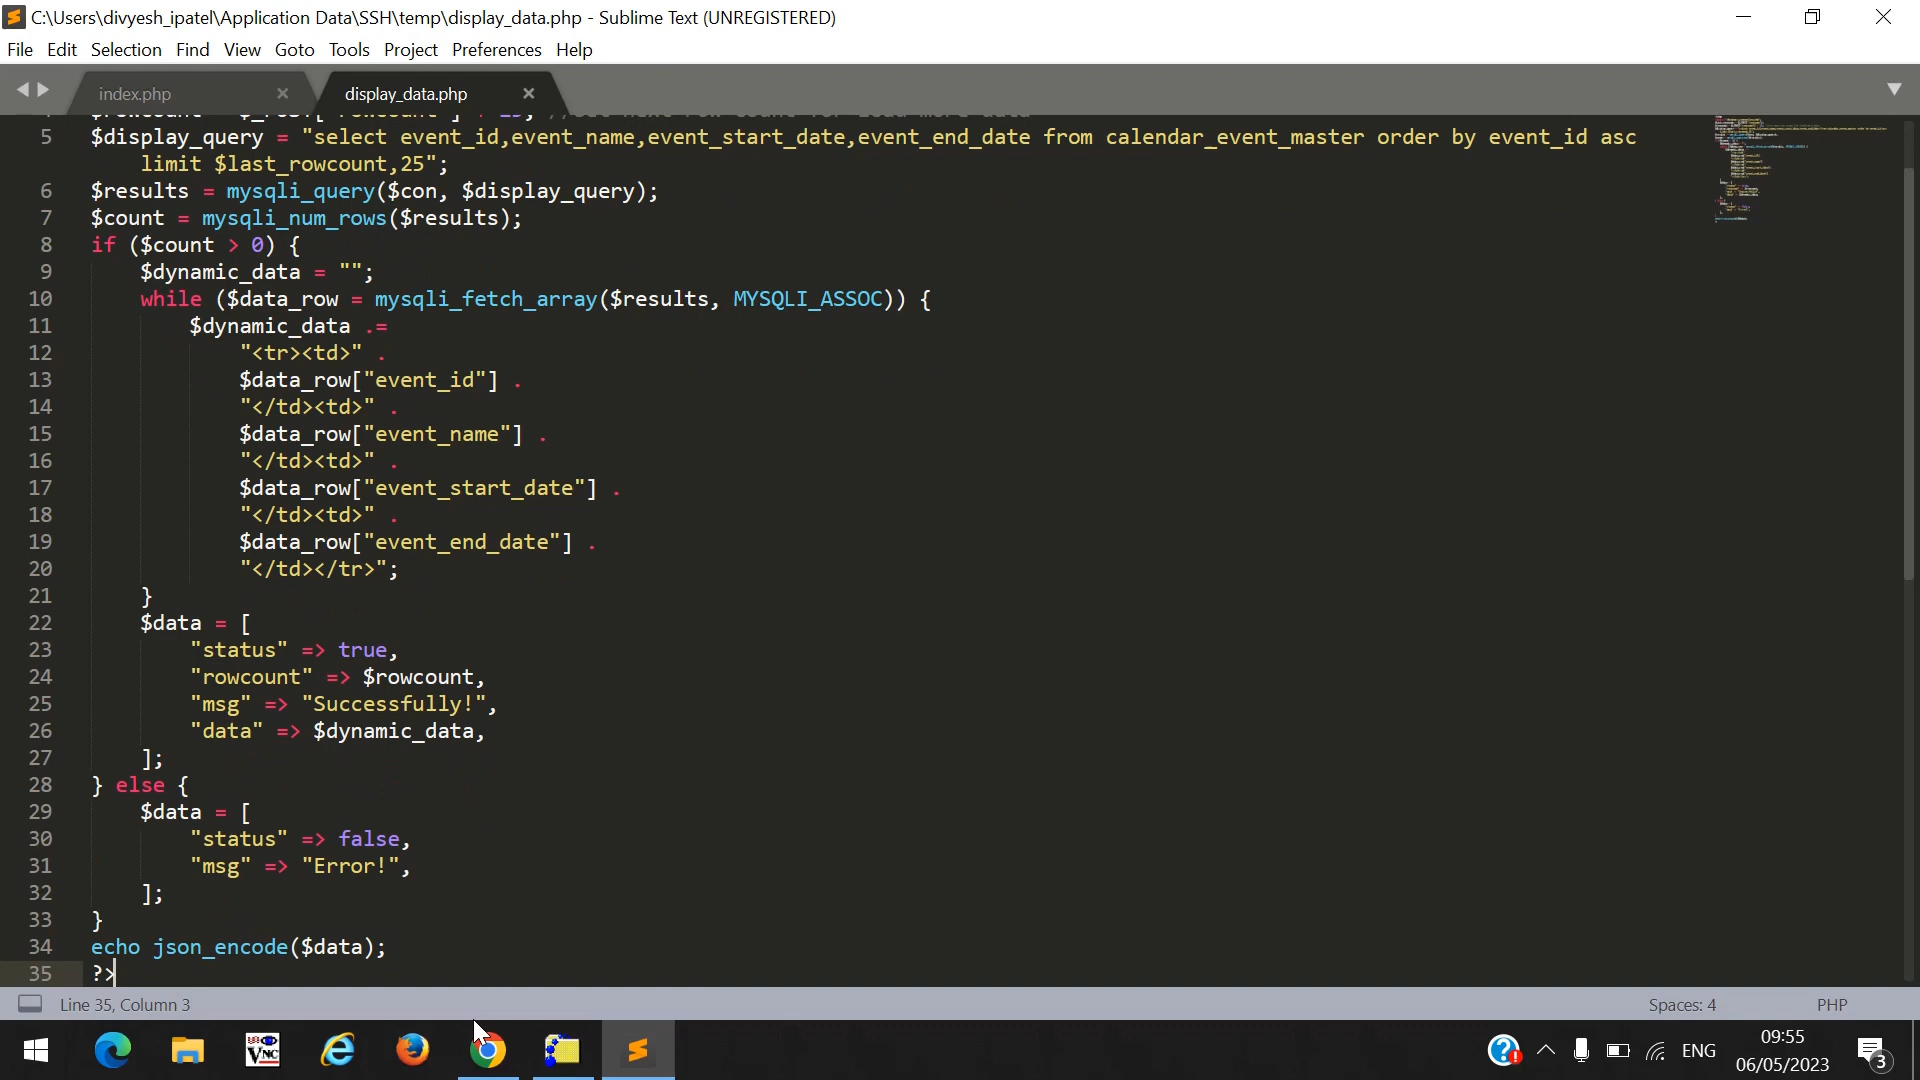 C:\Users\divyesh_ipatel\Application Data\SSH\temp\display_data.php - Sublime Text (UNREGISTERED)
File Edit Selection Find View Goto Tools Project Preferences Help
index.php
display_data.php
5 $display_query = "select event_id,event_name,event_start_date,event_end_date from calendar_event_master order by event_id asc
limit $last_rowcount,25";
6 $results = mysqli_query($con, $display_query);
7 $count = mysqli_num_rows($results);
8 if ($count > 0) {
9 $dynamic_data = "";
10 while ($data_row = mysqli_fetch_array($results, MYSQLI_ASSOC)) {
11 $dynamic_data .=
12 "<tr><td>" .
13 $data_row["event_id"] .
14 "</td><td>" .
15 $data_row["event_name"] .
16 "</td><td>" .
17 $data_row["event_start_date"] .
18 "</td><td>" .
19 $data_row["event_end_date"] .
20 "</td></tr>";
21 }
22 $data = [
23 "status" => true,
24 "rowcount" => $rowcount,
25 "msg" => "Successfully!",
26 "data" => $dynamic_data,
27 ];
28 } else {
29 $data = [
30 "status" => false,
31 "msg" => "Error!",
32 ];
33 }
34 echo json_encode($data);
35 ?>
Line 35, Column 3
Spaces: 4
PHP
VNC
ENG
09:55
06/05/2023
3